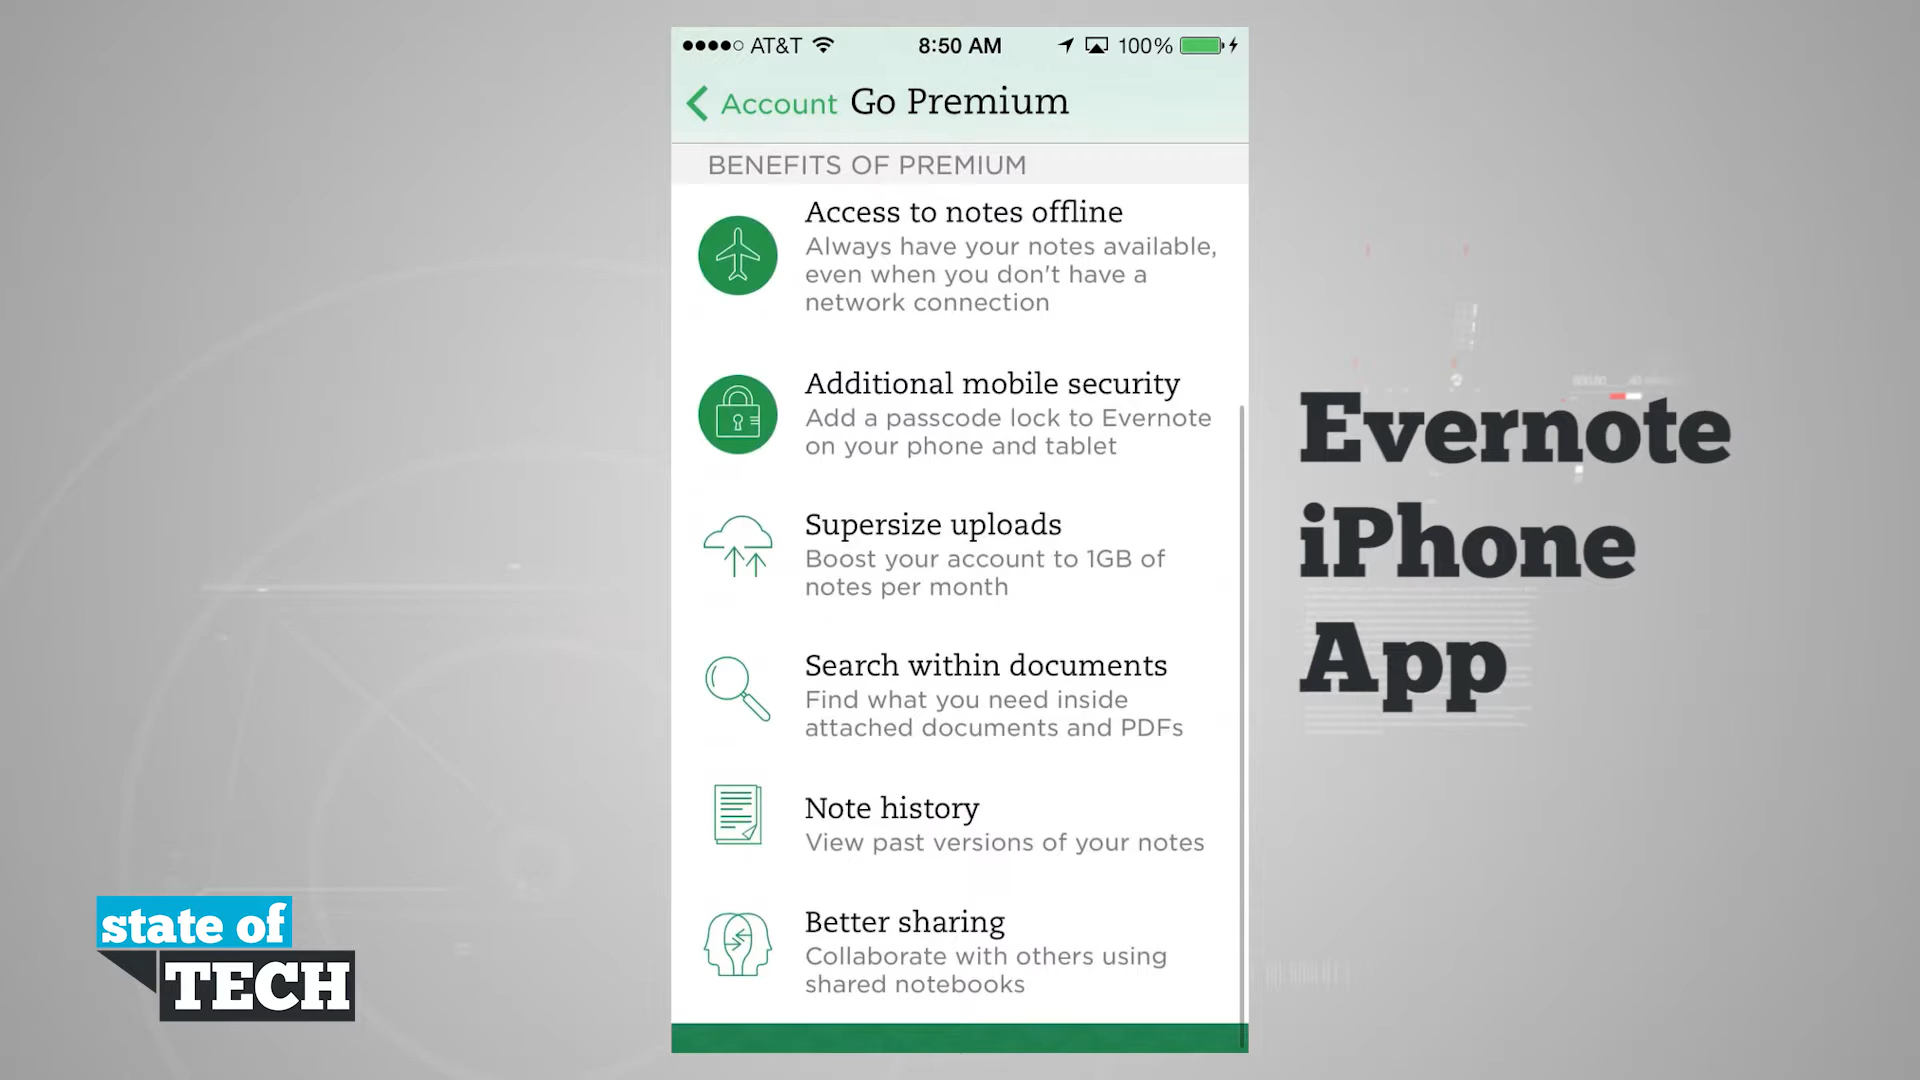 AT&T 8:50 AM 100%
Account Go Premium
BENEFITS OF PREMIUM
Access to notes offline
Always have your notes available,
even when you don't have a
network connection
Additional mobile security
Add a passcode lock to Evernote
on your phone and tablet
Supersize uploads
Boost your account to 1GB of
notes per month
Search within documents
Find what you need inside
attached documents and PDFs
Note history
View past versions of your notes
Better sharing
Collaborate with others using
shared notebooks
Evernote
iPhone
App
state of
TECH